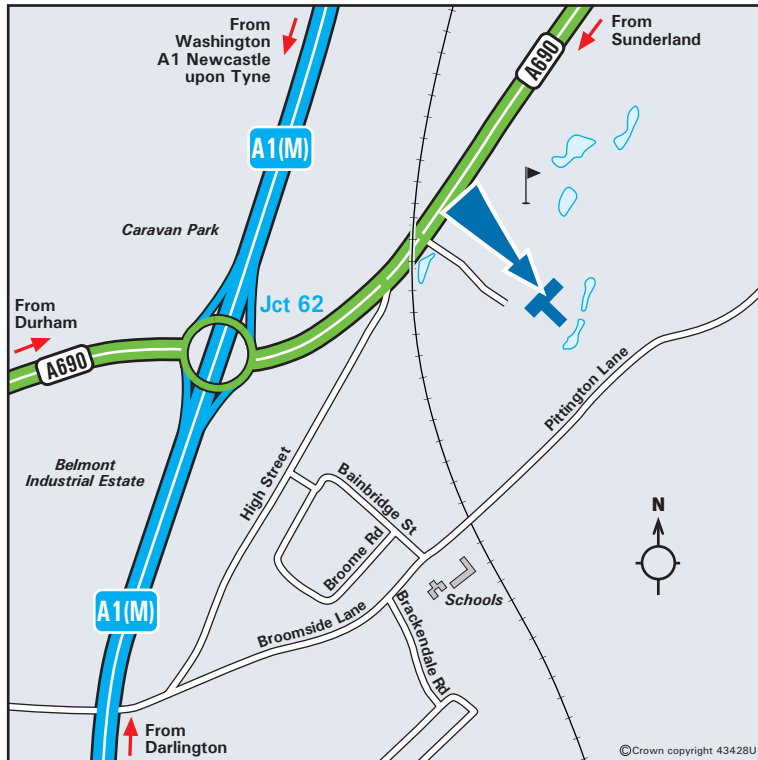 From
Washington
A1 Newcastle
upon Tyne
From
Sunderland
A690
A1(M)
Caravan Park
From
Durham
Jct 62
A690
Pittington Lane
Belmont
Industrial Estate
High Street
Bainbridge St
Broome Rd
N
A1(M)
Schools
Broomside Lane
Brackendale Rd
From
Darlington
©Crown copyright 43428U